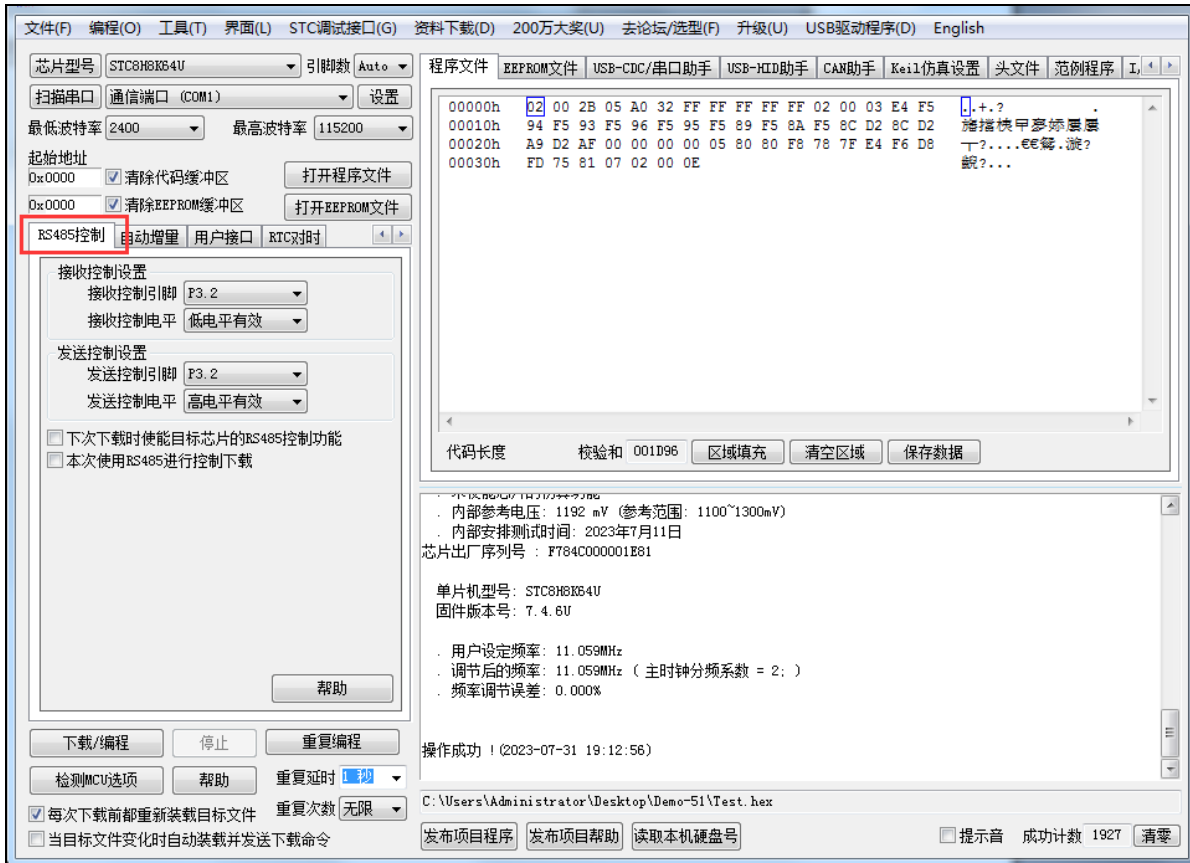 文件(F) 编程(O) 工具(T) 界面(L) STC调试接口(G) 资料下载(D) 200万大奖(U) 去论坛/选型(F) 升级(U) USB驱动程序(D) English
芯片型号 STC8H8K64U 引脚数 Auto
扫描串口 通信端口 (COM1) 设置
最低波特率 2400 最高波特率 115200
起始地址
0x0000 清除代码缓冲区 打开程序文件
0x0000 清除EEPROM缓冲区 打开EEPROM文件
RS485控制 自动增量 用户接口 RTC对时
接收控制设置
接收控制引脚 P3.2
接收控制电平 低电平有效
发送控制设置
发送控制引脚 P3.2
发送控制电平 高电平有效
下次下载时使能目标芯片的RS485控制功能
本次使用RS485进行控制下载
帮助
下载/编程 停止 重复编程
检测MCU选项 帮助 重复延时 1 秒
每次下载前都重新装载目标文件 重复次数 无限
当目标文件变化时自动装载并发送下载命令
程序文件 EEPROM文件 USB-CDC/串口助手 USB-HID助手 CAN助手 Keil仿真设置 头文件 范例程序 I,
00000h 02 00 2B 05 A0 32 FF FF FF FF FF 02 00 03 E4 F5 ..+.? .
00010h 94 F5 93 F5 96 F5 95 F5 89 F5 8A F5 8C D2 8C D2
00020h A9 D2 AF 00 00 00 00 05 80 80 F8 78 7F E4 F6 D8
00030h FD 75 81 07 02 00 0E
代码长度 校验和 001D96 区域填充 清空区域 保存数据
. 内部参考电压: 1192 mV (参考范围: 1100~1300mV)
. 内部安排测试时间: 2023年7月11日
芯片出厂序列号 : F784C000001E81
单片机型号: STC8H8K64U
固件版本号: 7.4.6U
. 用户设定频率: 11.059MHz
. 调节后的频率: 11.059MHz ( 主时钟分频系数 = 2; )
. 频率调节误差: 0.000%
操作成功 !(2023-07-31 19:12:56)
C:\Users\Administrator\Desktop\Demo-51\Test.hex
发布项目程序 发布项目帮助 读取本机硬盘号 提示音 成功计数 1927 清零